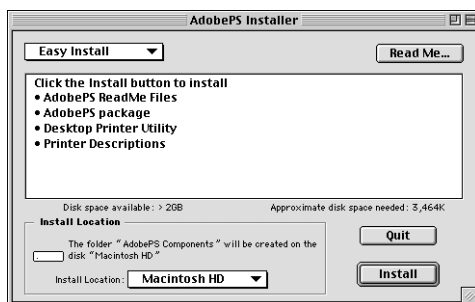 AdobePS Installer
Easy Install
Read Me...
Click the Install button to install
• AdobePS ReadMe Files
• AdobePS package
• Desktop Printer Utility
• Printer Descriptions
Disk space available: > 2GB
Approximate disk space needed: 3,464K
Install Location
The folder "AdobePS Components" will be created on the
disk "Macintosh HD"
Install Location:
Macintosh HD
Quit
Install